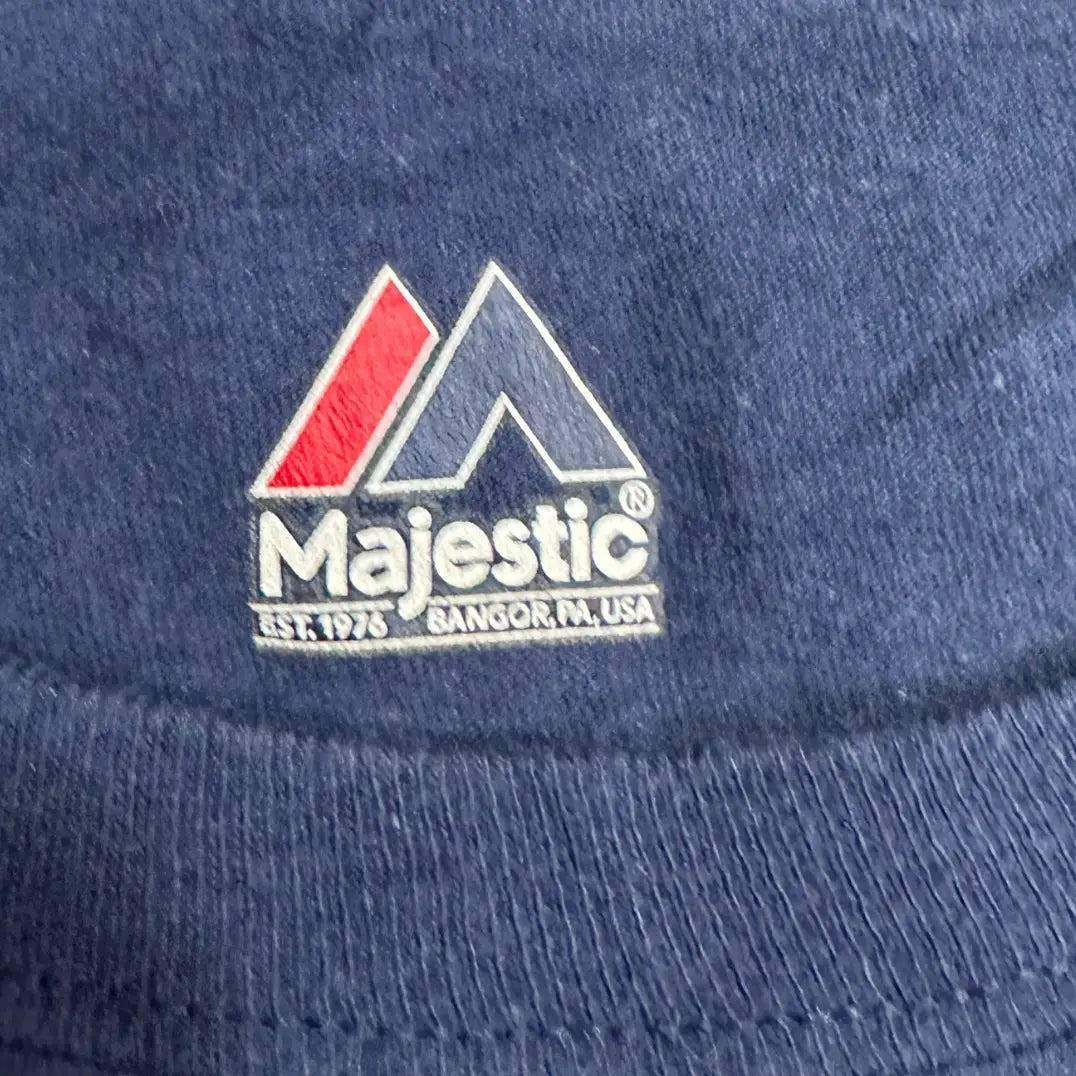 Majestic®
EST. 1976 BANGOR, PA, USA